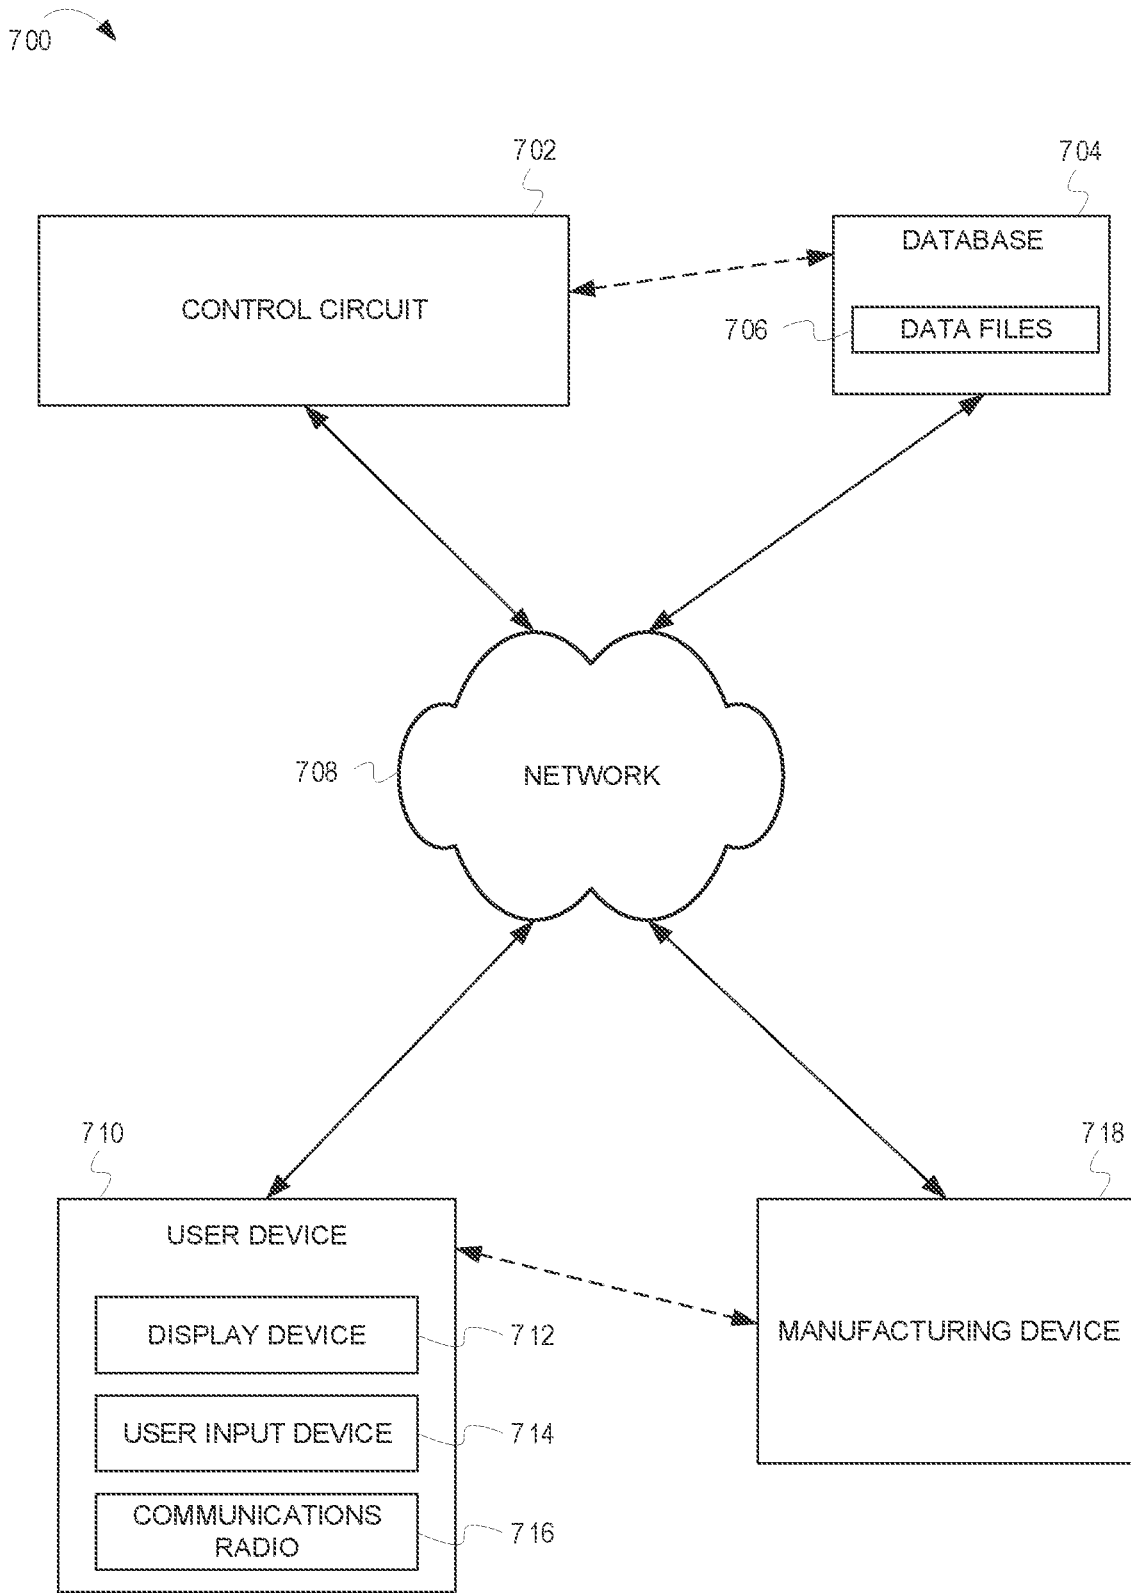 700
702
704
CONTROL CIRCUIT
DATABASE
706
DATA FILES
708
NETWORK
710
718
USER DEVICE
DISPLAY DEVICE
712
MANUFACTURING DEVICE
USER INPUT DEVICE
714
COMMUNICATIONS
RADIO
716